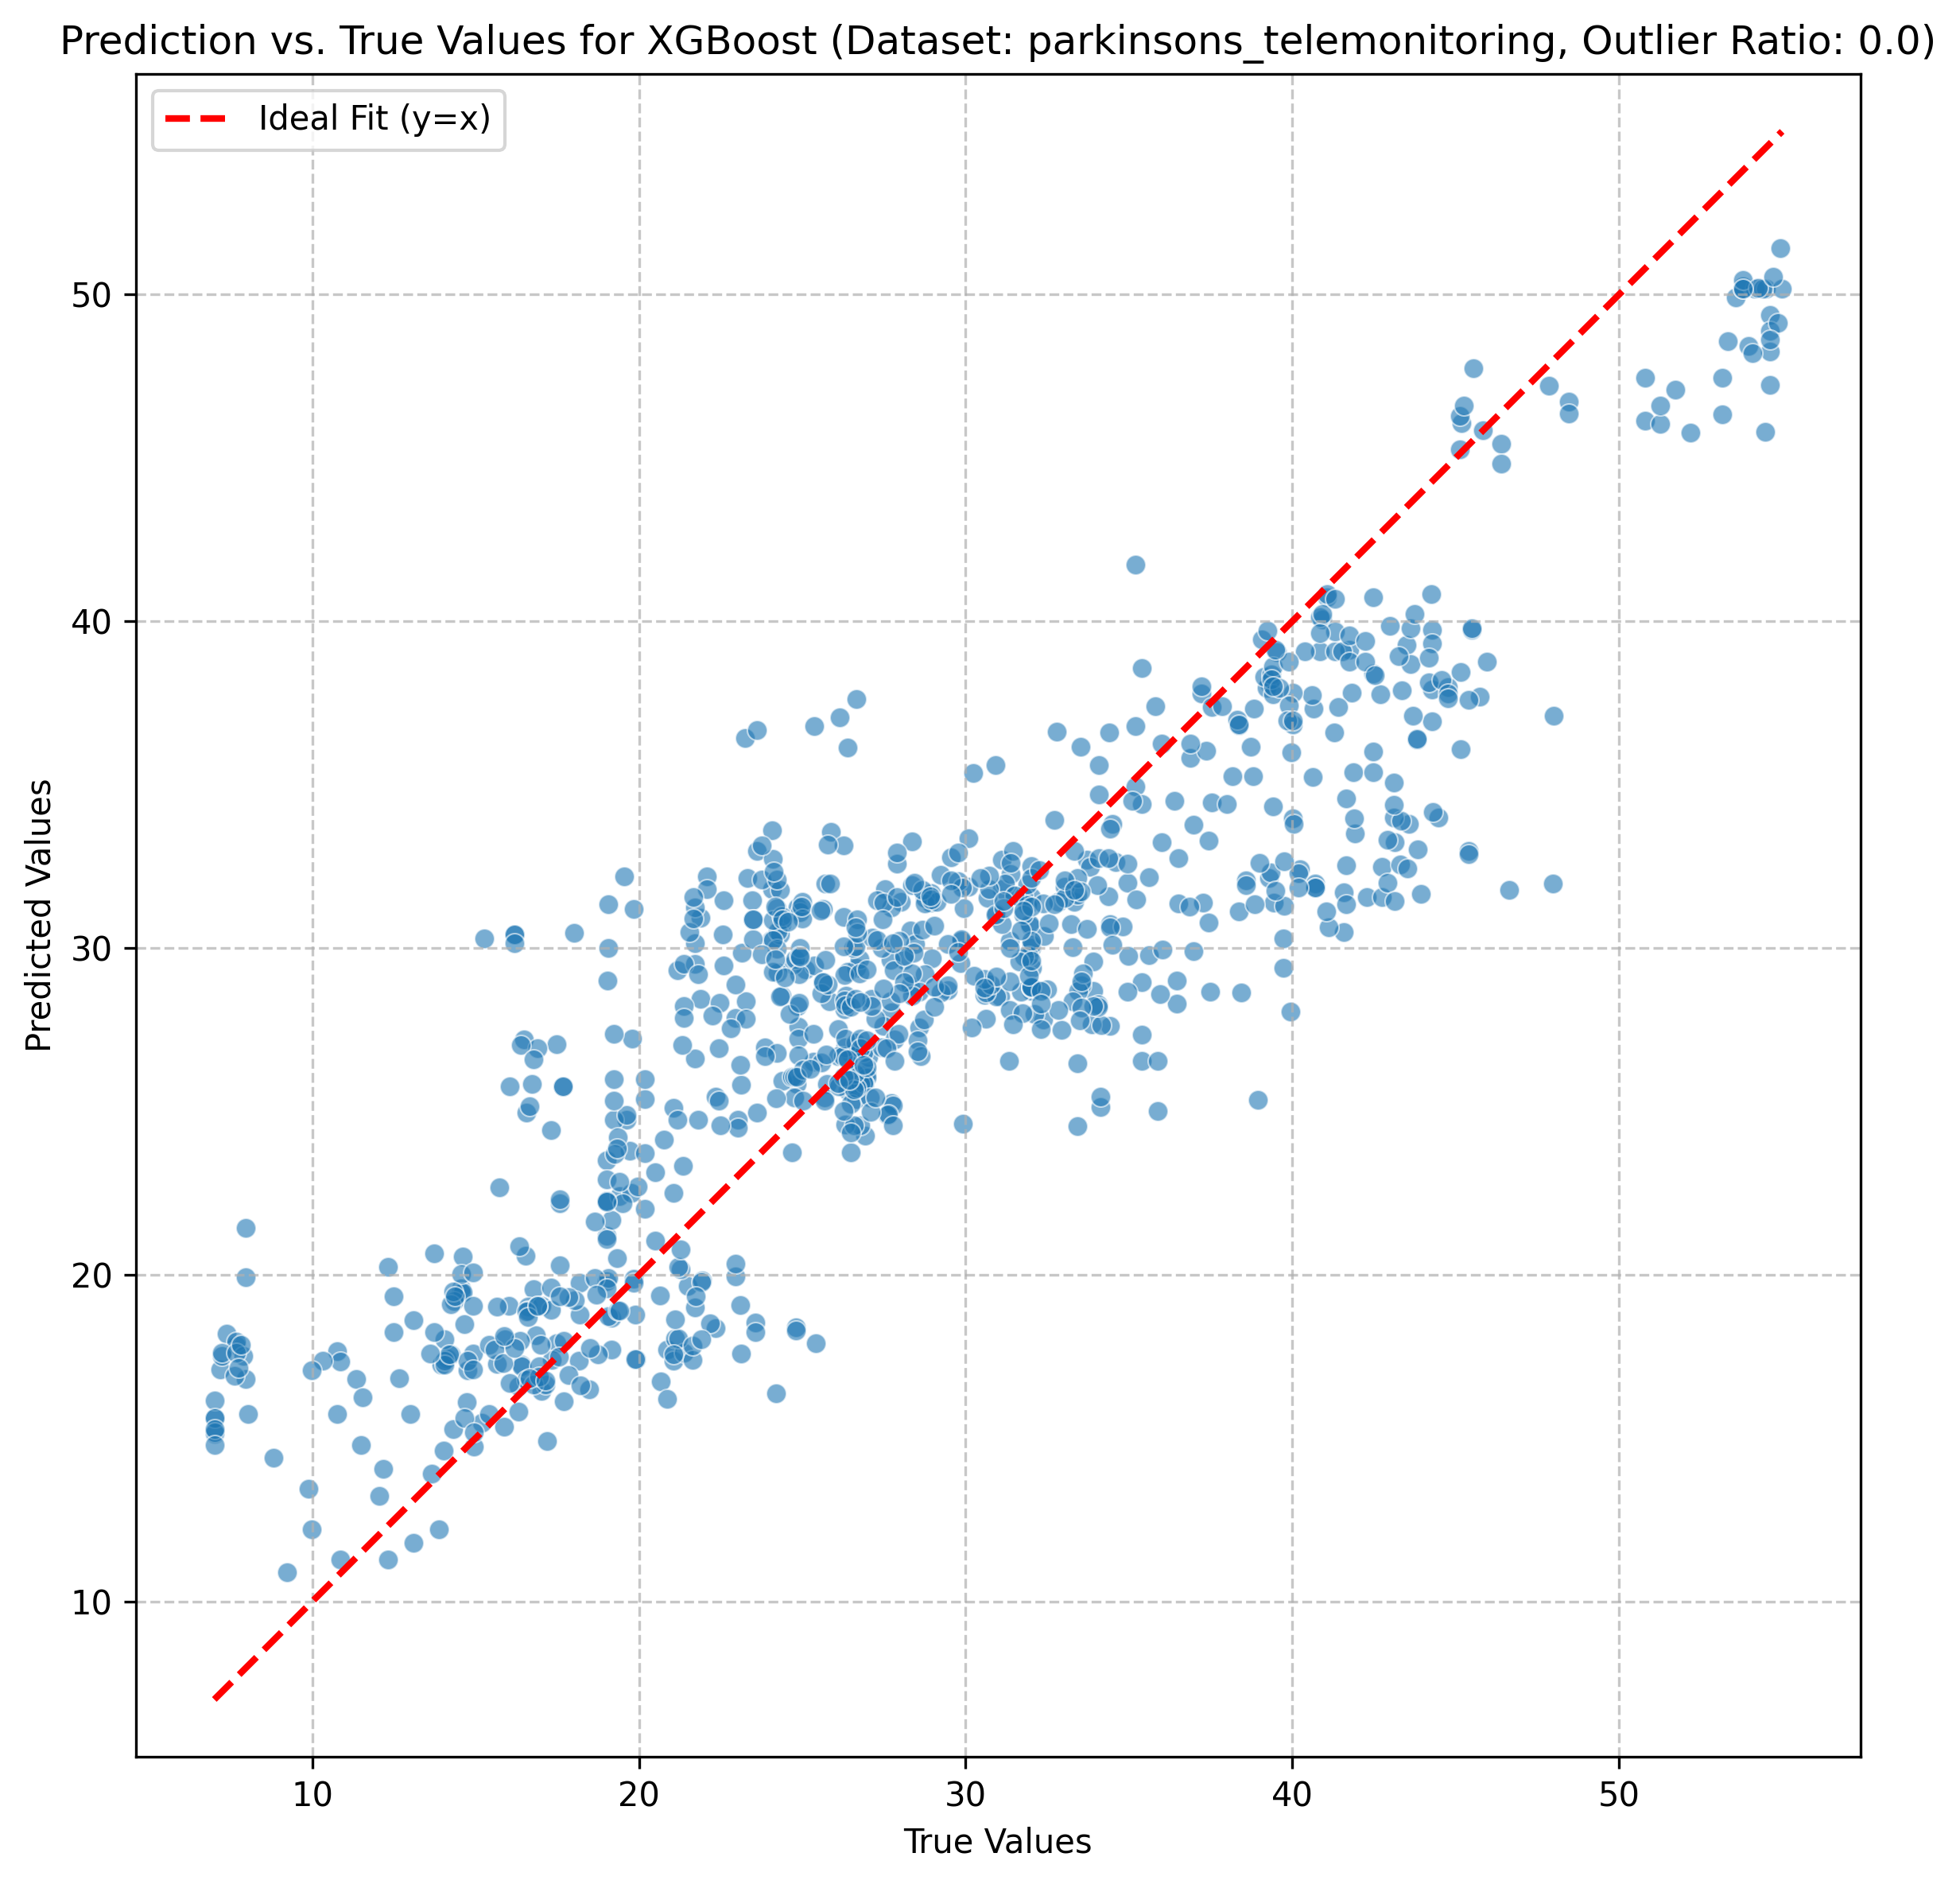 Prediction vs. True Values for XGBoost (Dataset: parkinsons_telemonitoring, Outlier Ratio: 0.0)
Ideal Fit (y=x)
Predicted Values
50
40
30
20
10
10 20 30 40 50
True Values